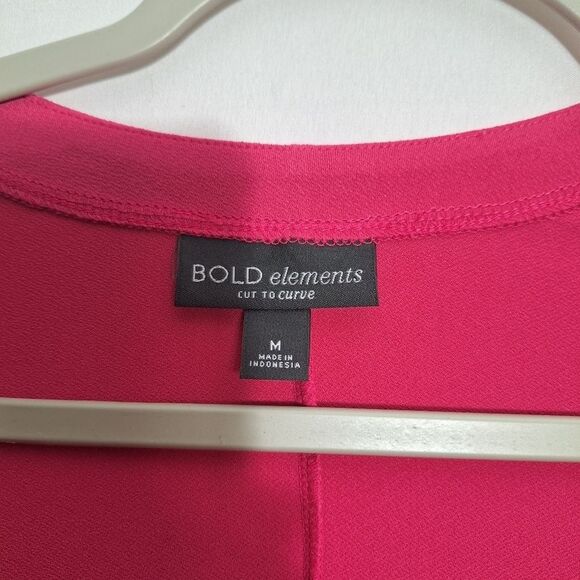 BOLD elements
CUT TO curve
M
MADE IN
INDONESIA